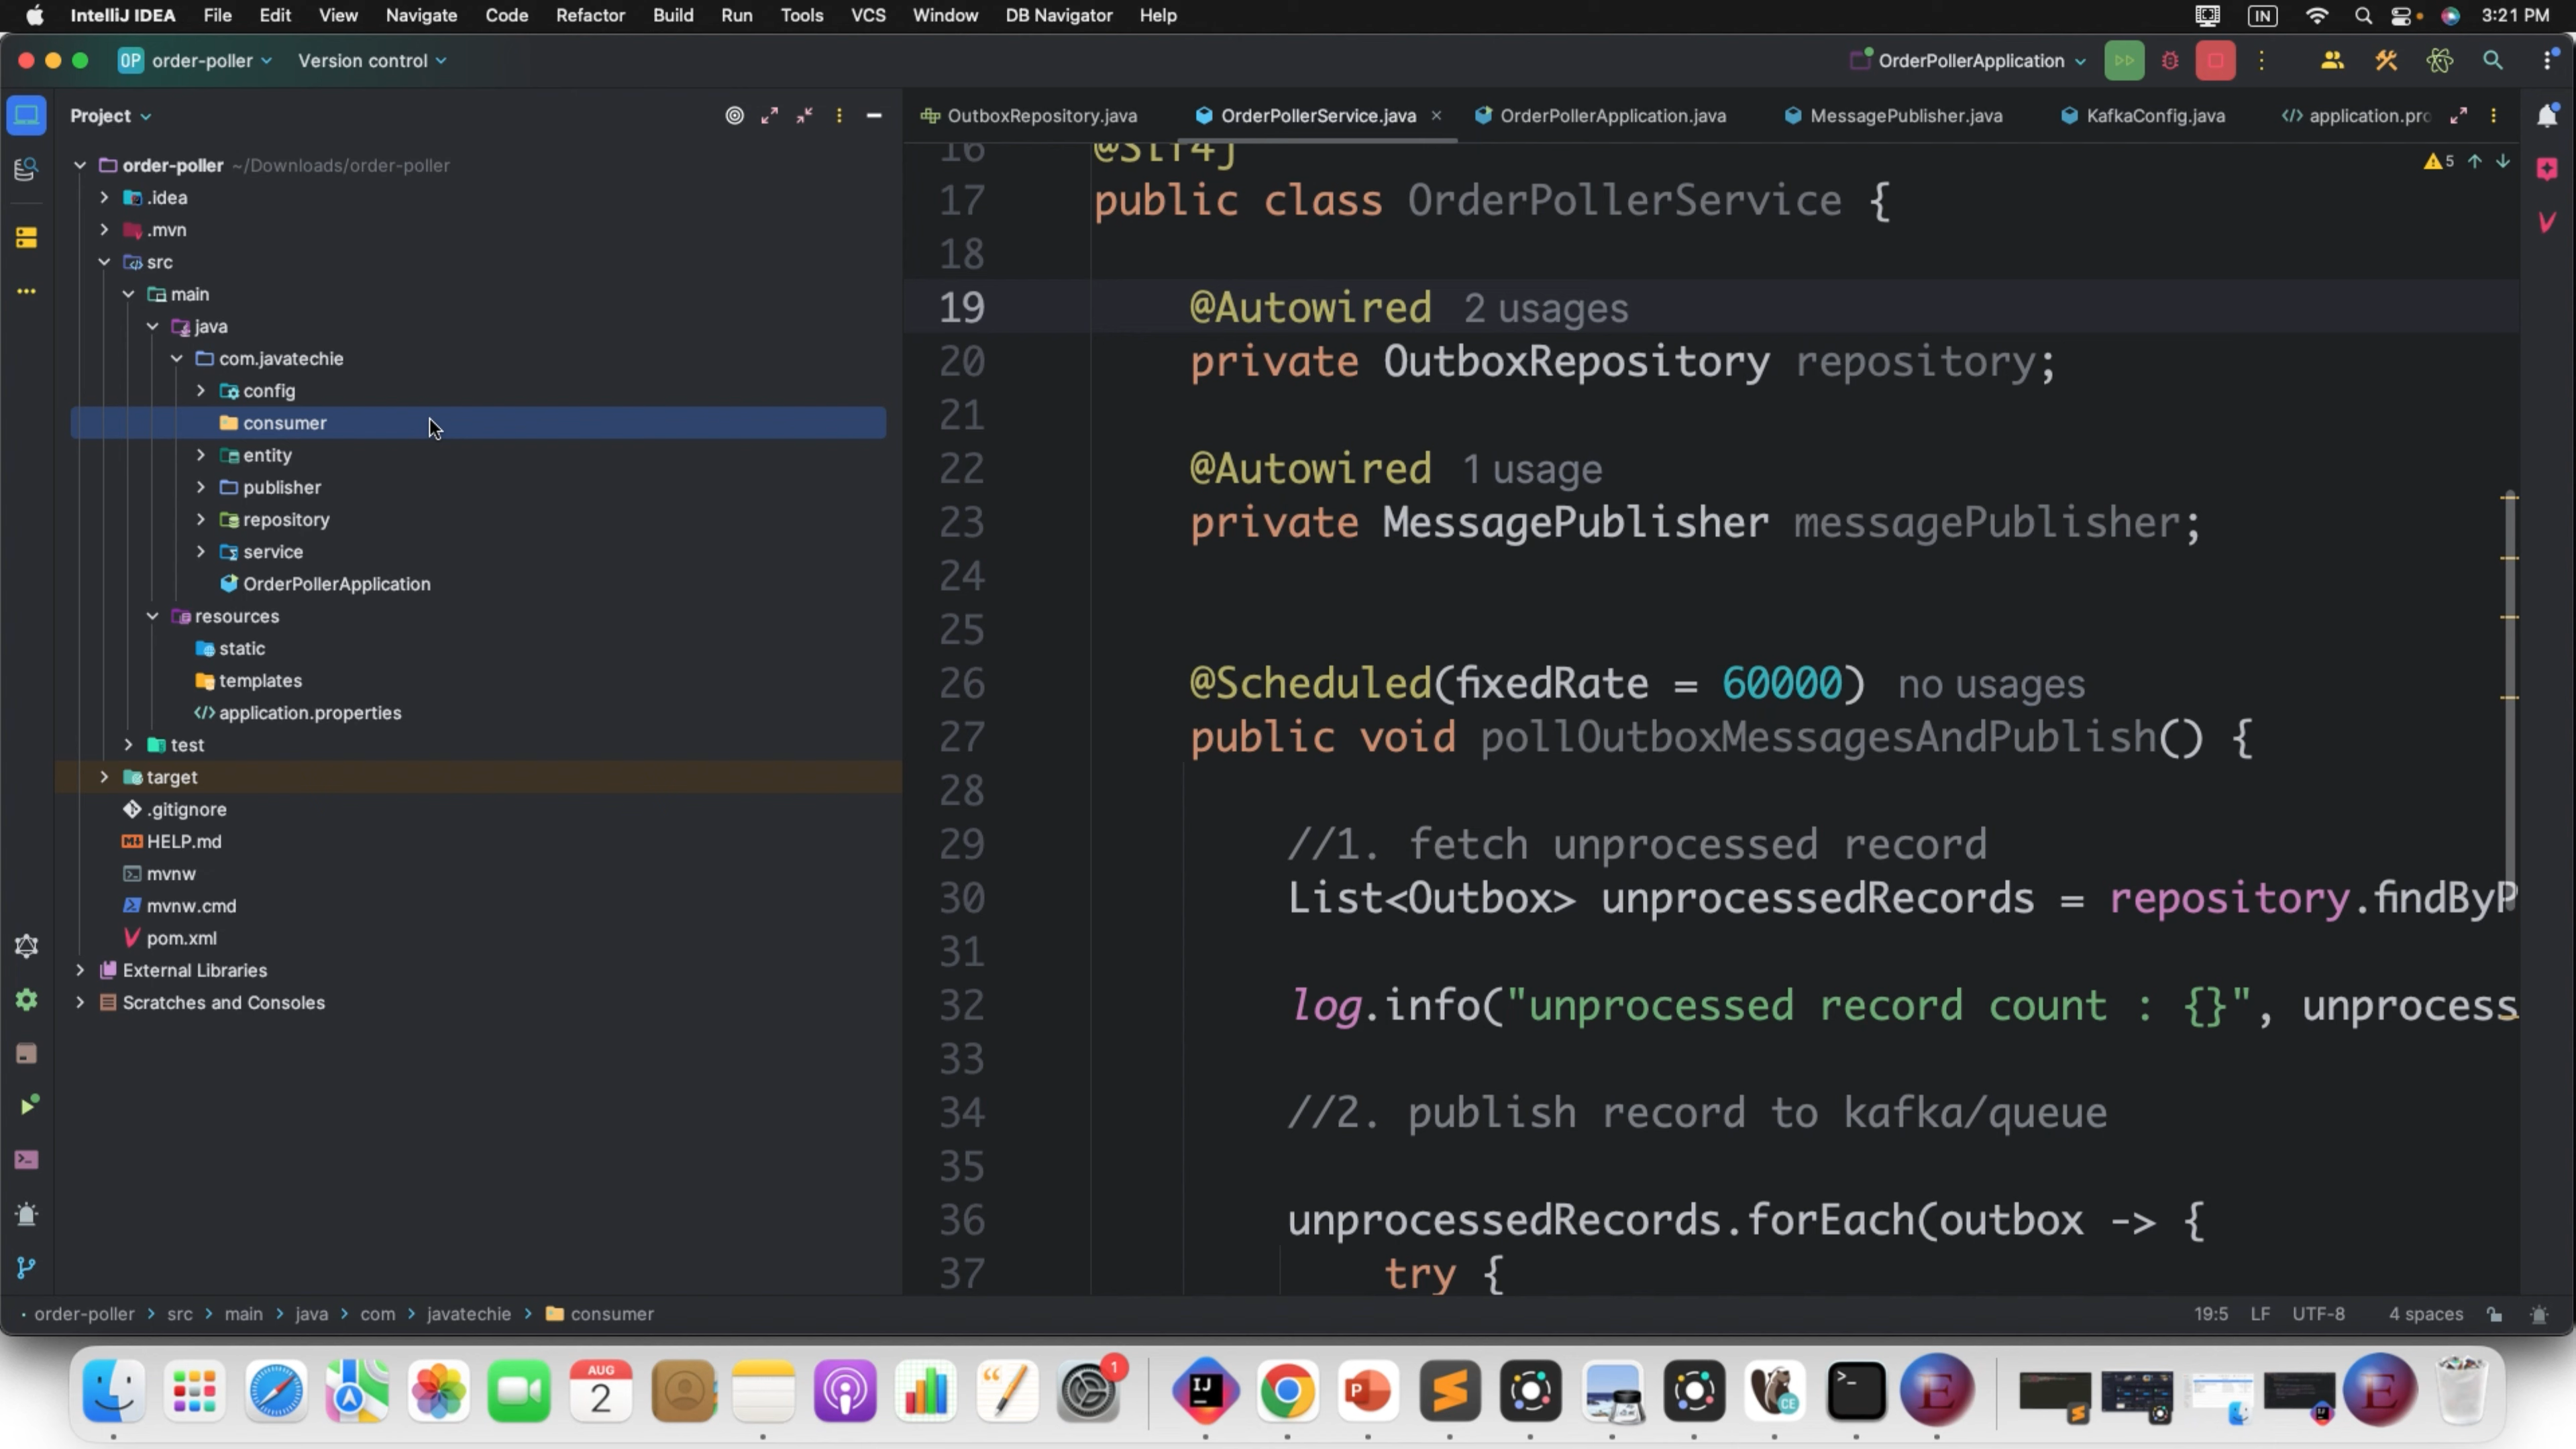 IntelliJ IDEA File Edit View Navigate Code Refactor Build Run Tools VCS Window DB Navigator Help IN 3:21 PM
OP order-poller Version control OrderPollerApplication
Project
OutboxRepository.java OrderPollerService.java OrderPollerApplication.java MessagePublisher.java KafkaConfig.java application.pro
order-poller ~/Downloads/order-poller
.idea
.mvn
src
main
java
com.javatechie
config
consumer
entity
publisher
repository
service
OrderPollerApplication
resources
static
templates
application.properties
test
target
.gitignore
HELP.md
mvnw
mvnw.cmd
pom.xml
External Libraries
Scratches and Consoles
5
16 @Slf4j
17 public class OrderPollerService {
18
19 @Autowired 2 usages
20 private OutboxRepository repository;
21
22 @Autowired 1 usage
23 private MessagePublisher messagePublisher;
24
25
26 @Scheduled(fixedRate = 60000) no usages
27 public void pollOutboxMessagesAndPublish() {
28
29 //1. fetch unprocessed record
30 List<Outbox> unprocessedRecords = repository.findByP
31
32 log.info("unprocessed record count : {}", unprocess
33
34 //2. publish record to kafka/queue
35
36 unprocessedRecords.forEach(outbox -> {
37 try {
order-poller > src > main > java > com > javatechie > consumer 19:5 LF UTF-8 4 spaces
AUG
2
1
IJ
P
CE
E
E